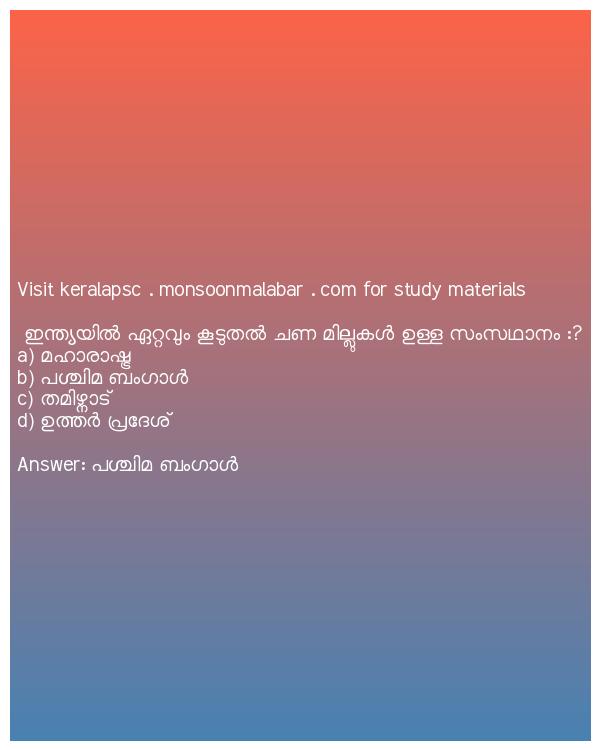 Visit keralapsc . monsoonmalabar . com for study materials
ഇന്ത്യയിൽ ഏറ്റവും കൂടുതൽ ചണ മില്ലുകൾ ഉള്ള സംസ്ഥാനം :?
a) മഹാരാഷ്ട്ര
b) പശ്ചിമ ബംഗാൾ
c) തമിഴ്നാട്
d) ഉത്തർ പ്രദേശ്
Answer: പശ്ചിമ ബംഗാൾ